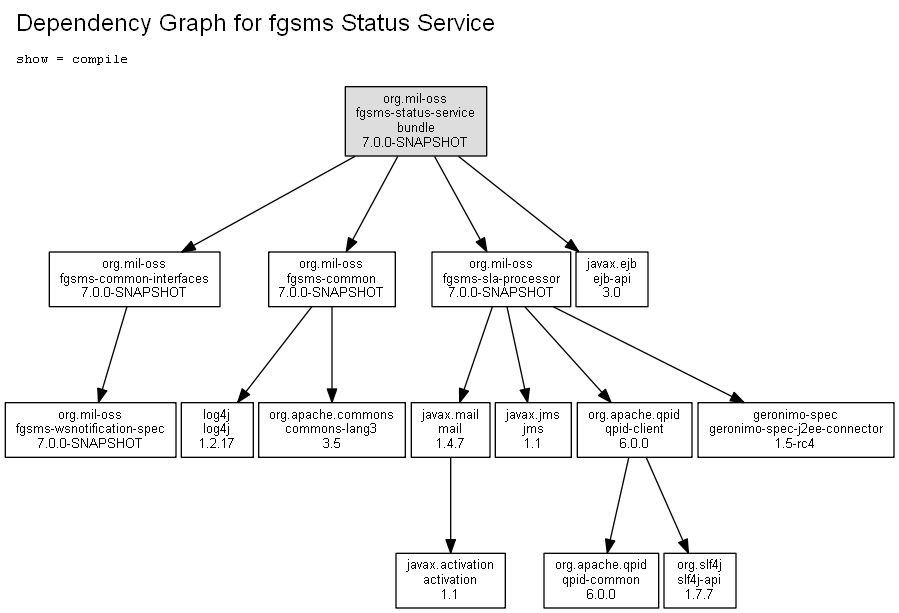 Dependency Graph for fgsms Status Service
show = compile
org.mil-oss
fgsms-status-service
bundle
7.0.0-SNAPSHOT
org.mil-oss
fgsms-common-interfaces
7.0.0-SNAPSHOT
org.mil-oss
fgsms-common
7.0.0-SNAPSHOT
org.mil-oss
fgsms-sla-processor
7.0.0-SNAPSHOT
javax.ejb
ejb-api
3.0
org.mil-oss
fgsms-wsnotification-spec
7.0.0-SNAPSHOT
log4j
log4j
1.2.17
org.apache.commons
commons-lang3
3.5
javax.mail
mail
1.4.7
javax.jms
jms
1.1
org.apache.qpid
qpid-client
6.0.0
geronimo-spec
geronimo-spec-j2ee-connector
1.5-rc4
javax.activation
activation
1.1
org.apache.qpid
qpid-common
6.0.0
org.slf4j
slf4j-api
1.7.7